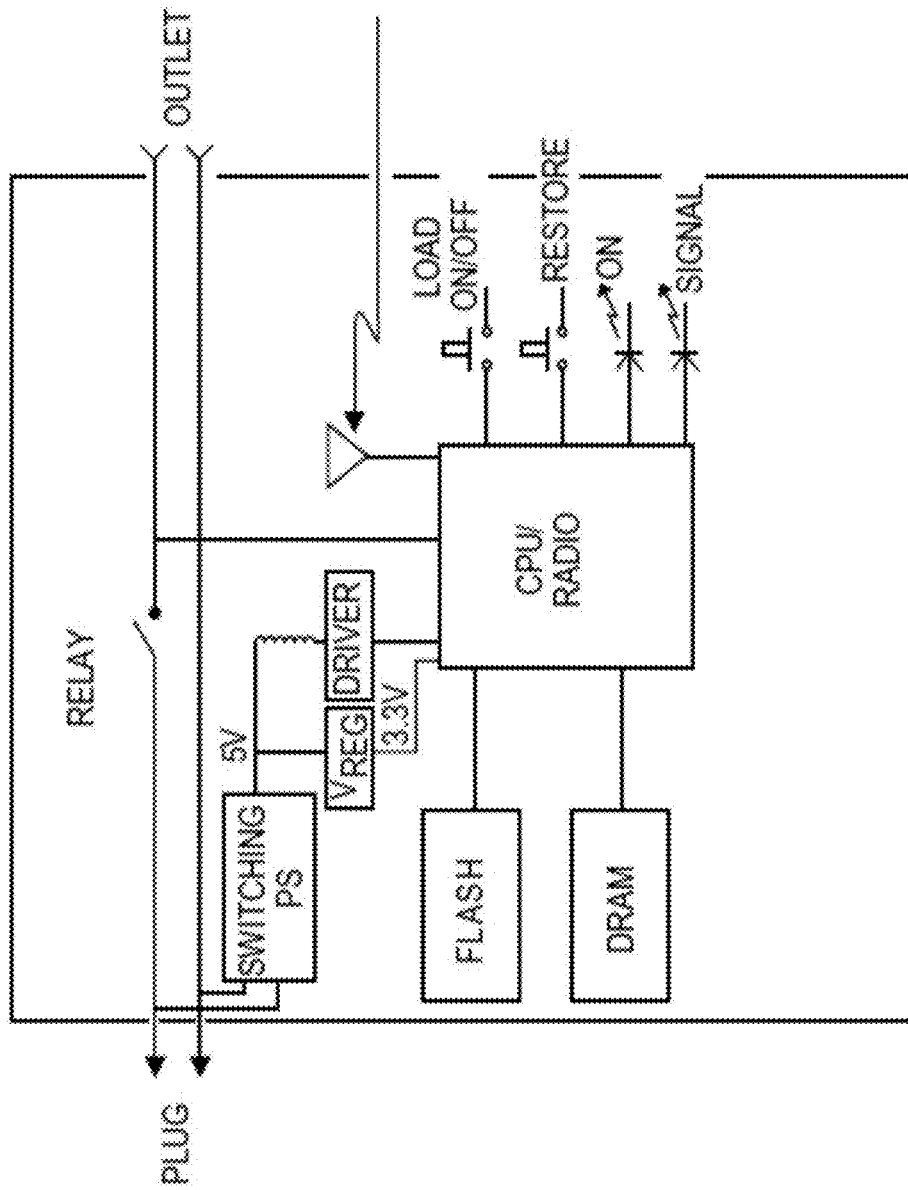 PLUG
OUTLET
RELAY
5V
SWITCHING
PS
VREG
DRIVER
3.3V
FLASH
DRAM
CPU/
RADIO
LOAD
ON/OFF
RESTORE
ON
SIGNAL